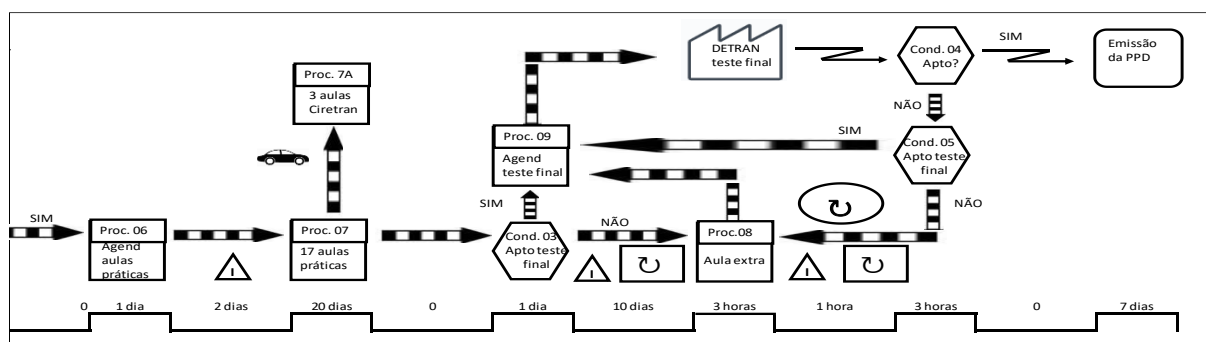 DETRAN
teste final
Cond. 04
Apto?
SIM
Emissão
da PPD
Proc. 7A
3 aulas
Ciretran
NÃO
Proc. 09
Agend
teste final
SIM
Cond. 05
Apto teste
final
SIM
Proc. 06
Agend
aulas
práticas
Proc. 07
17 aulas
práticas
SIM
Cond. 03
Apto teste
final
NÃO
Proc.08
Aula extra
NÃO
0 1 dia 2 dias 20 dias 0 1 dia 10 dias 3 horas 1 hora 3 horas 0 7 dias